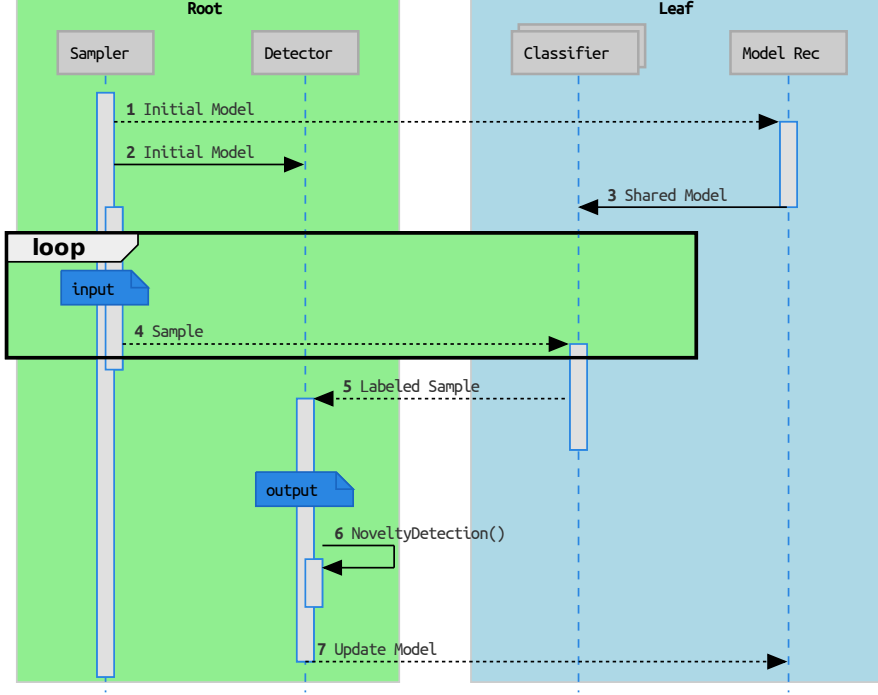 Root
Leaf
Sampler
Detector
Classifier
Model Rec
1 Initial Model
2 Initial Model
3 Shared Model
loop
input
4 Sample
5 Labeled Sample
output
6 NoveltyDetection()
7 Update Model